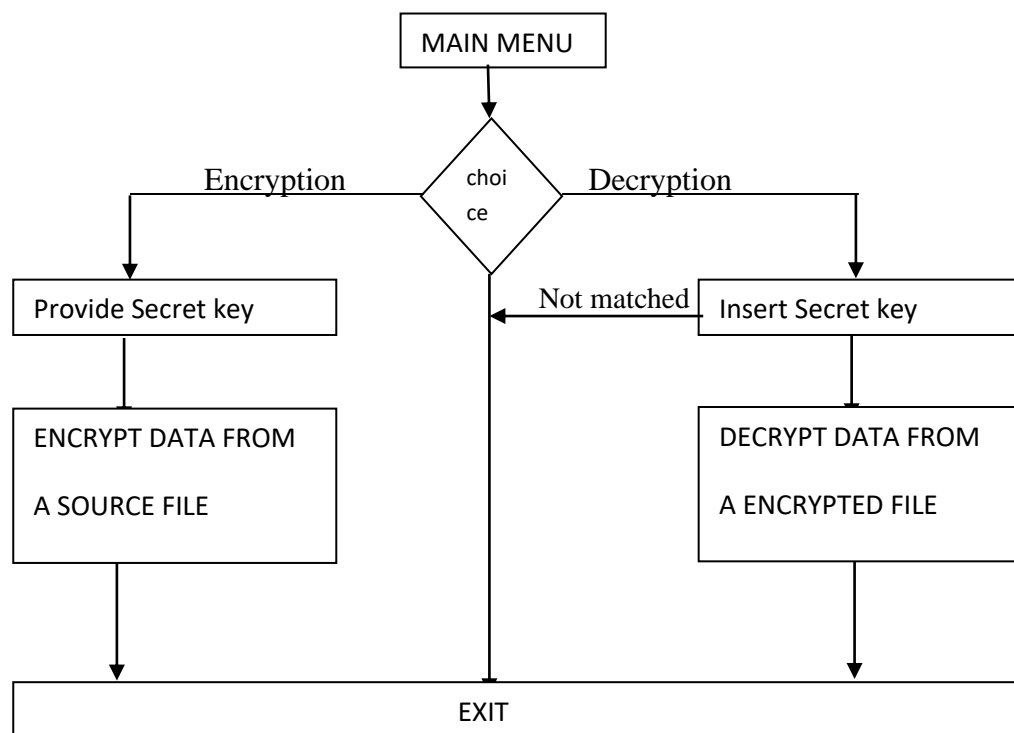 MAIN MENU
Encryption
choi
ce
Decryption
Provide Secret key
Not matched
Insert Secret key
ENCRYPT DATA FROM
A SOURCE FILE
DECRYPT DATA FROM
A ENCRYPTED FILE
EXIT